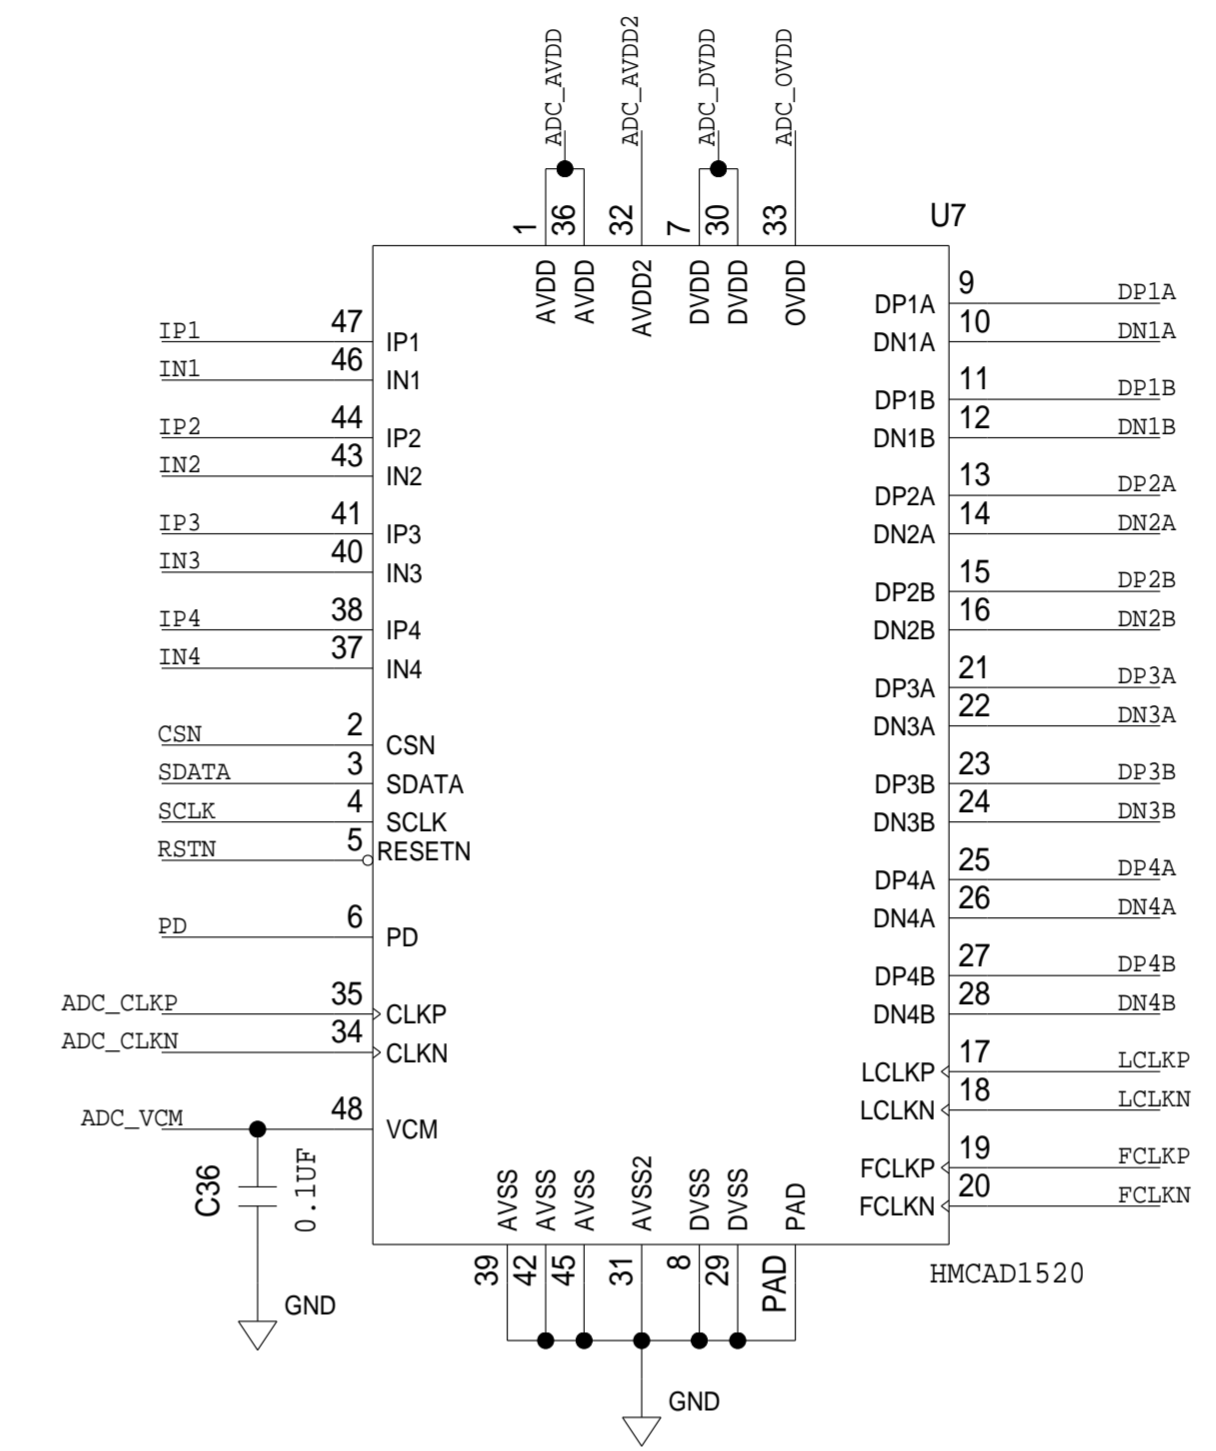 ADC_AVDD
ADC_AVDD2
ADC_DVDD
ADC_OVDD
1
36
32
7
30
33
U7
AVDD
AVDD
AVDD2
DVDD
DVDD
OVDD
IP1 47 IP1
IN1 46 IN1
IP2 44 IP2
IN2 43 IN2
IP3 41 IP3
IN3 40 IN3
IP4 38 IP4
IN4 37 IN4
CSN 2 CSN
SDATA 3 SDATA
SCLK 4 SCLK
RSTN 5 RESETN
PD 6 PD
ADC_CLKP 35 CLKP
ADC_CLKN 34 CLKN
ADC_VCM 48 VCM
DP1A 9 DP1A
DN1A 10 DN1A
DP1B 11 DP1B
DN1B 12 DN1B
DP2A 13 DP2A
DN2A 14 DN2A
DP2B 15 DP2B
DN2B 16 DN2B
DP3A 21 DP3A
DN3A 22 DN3A
DP3B 23 DP3B
DN3B 24 DN3B
DP4A 25 DP4A
DN4A 26 DN4A
DP4B 27 DP4B
DN4B 28 DN4B
LCLKP 17 LCLKP
LCLKN 18 LCLKN
FCLKP 19 FCLKP
FCLKN 20 FCLKN
C36
0.1UF
GND
AVSS
AVSS
AVSS
AVSS2
DVSS
DVSS
PAD
39
42
45
31
8
29
PAD
HMCAD1520
GND